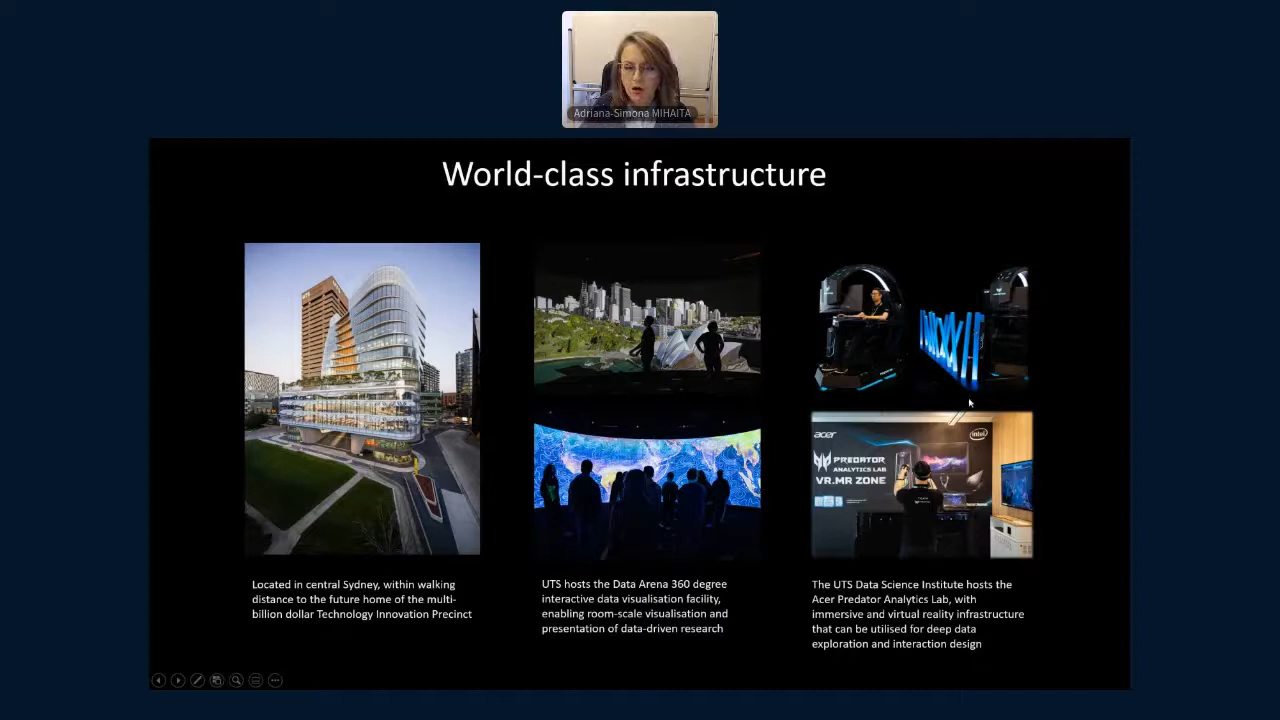 Adriana-Simona MIHAITA
World-class infrastructure
acer
intel
PREDATOR
ANALYTICS LAB
VR.MR ZONE
Located in central Sydney, within walking
distance to the future home of the multi-
billion dollar Technology Innovation Precinct
UTS hosts the Data Arena 360 degree
interactive data visualisation facility,
enabling room-scale visualisation and
presentation of data-driven research
The UTS Data Science Institute hosts the
Acer Predator Analytics Lab, with
immersive and virtual reality infrastructure
that can be utilised for deep data
exploration and interaction design